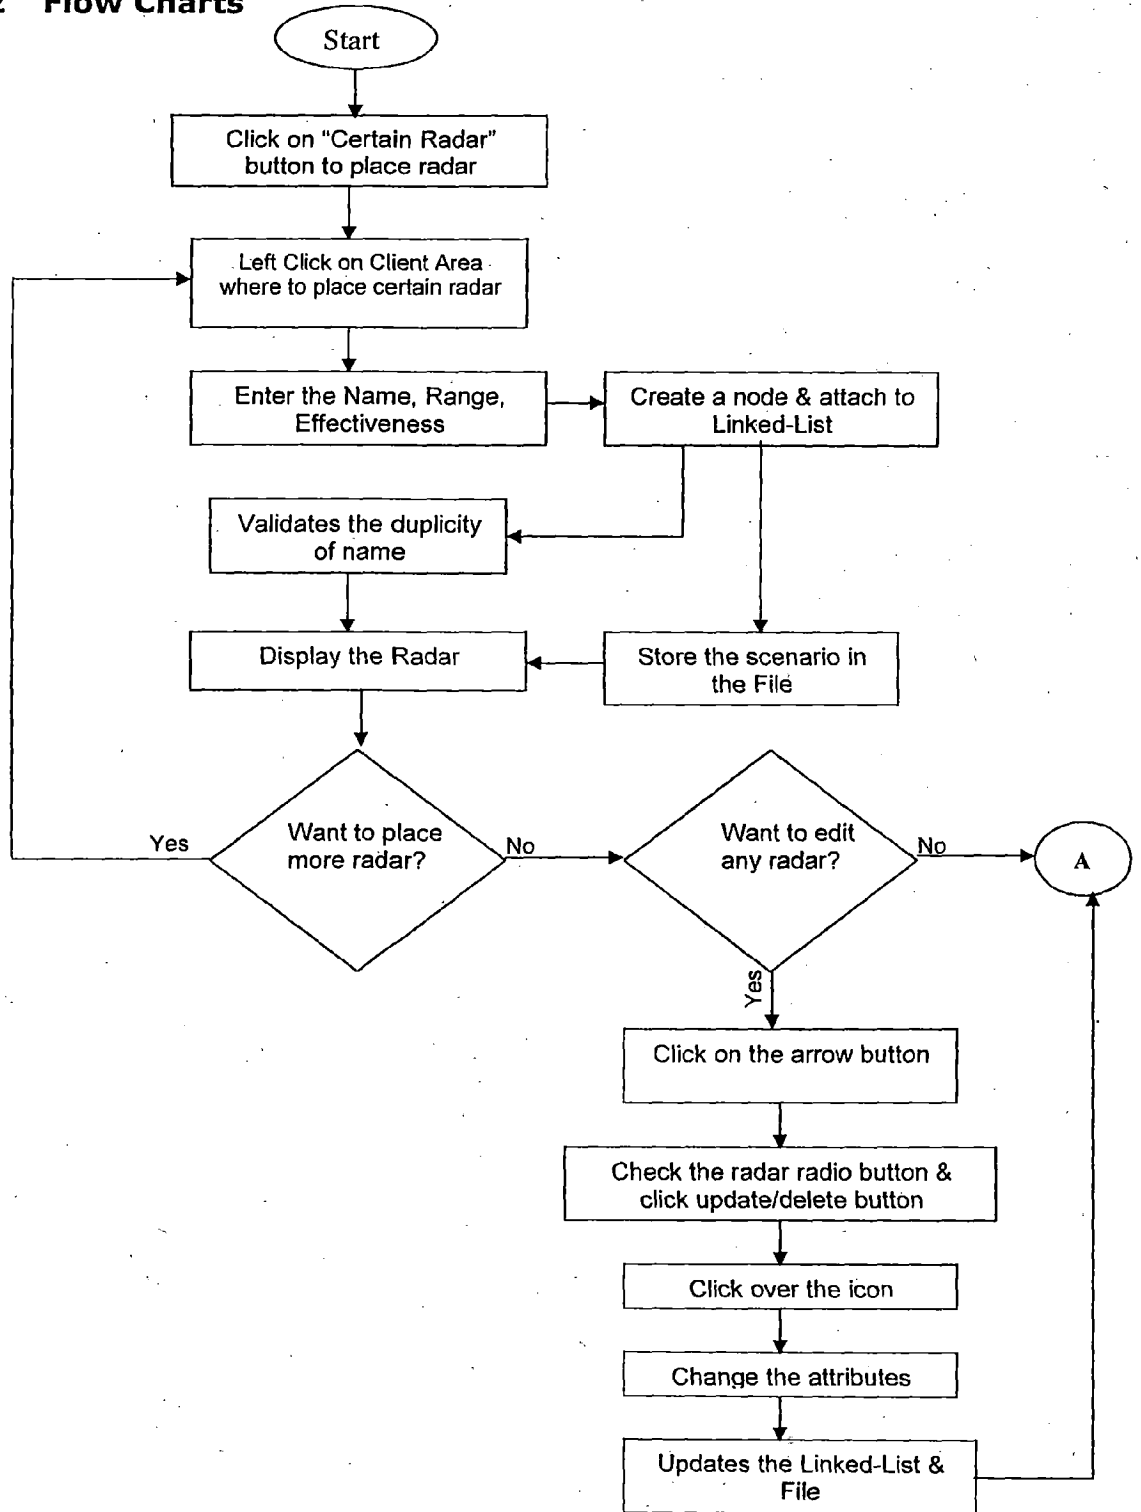 Flow Charts
Start
Click on "Certain Radar"
button to place radar
Left Click on Client Area
where to place certain radar
Enter the Name, Range,
Effectiveness
Create a node & attach to
Linked-List
Validates the duplicity
of name
Display the Radar
Store the scenario in
the File
Want to place
more radar?
Yes
No
Want to edit
any radar?
No
A
Yes
Click on the arrow button
Check the radar radio button &
click update/delete button
Click over the icon
Change the attributes
Updates the Linked-List &
File